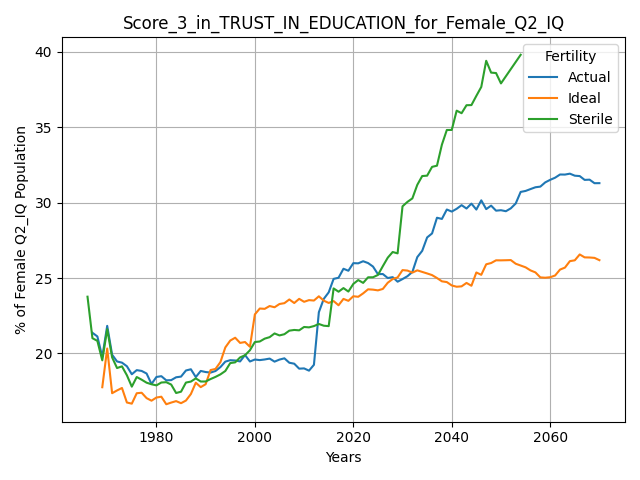 Score_3_in_TRUST_IN_EDUCATION_for_Female_Q2_IQ
% of Female Q2_IQ Population
40
35
30
25
20
Fertility
Actual
Ideal
Sterile
1980
2000
2020
2040
2060
Years